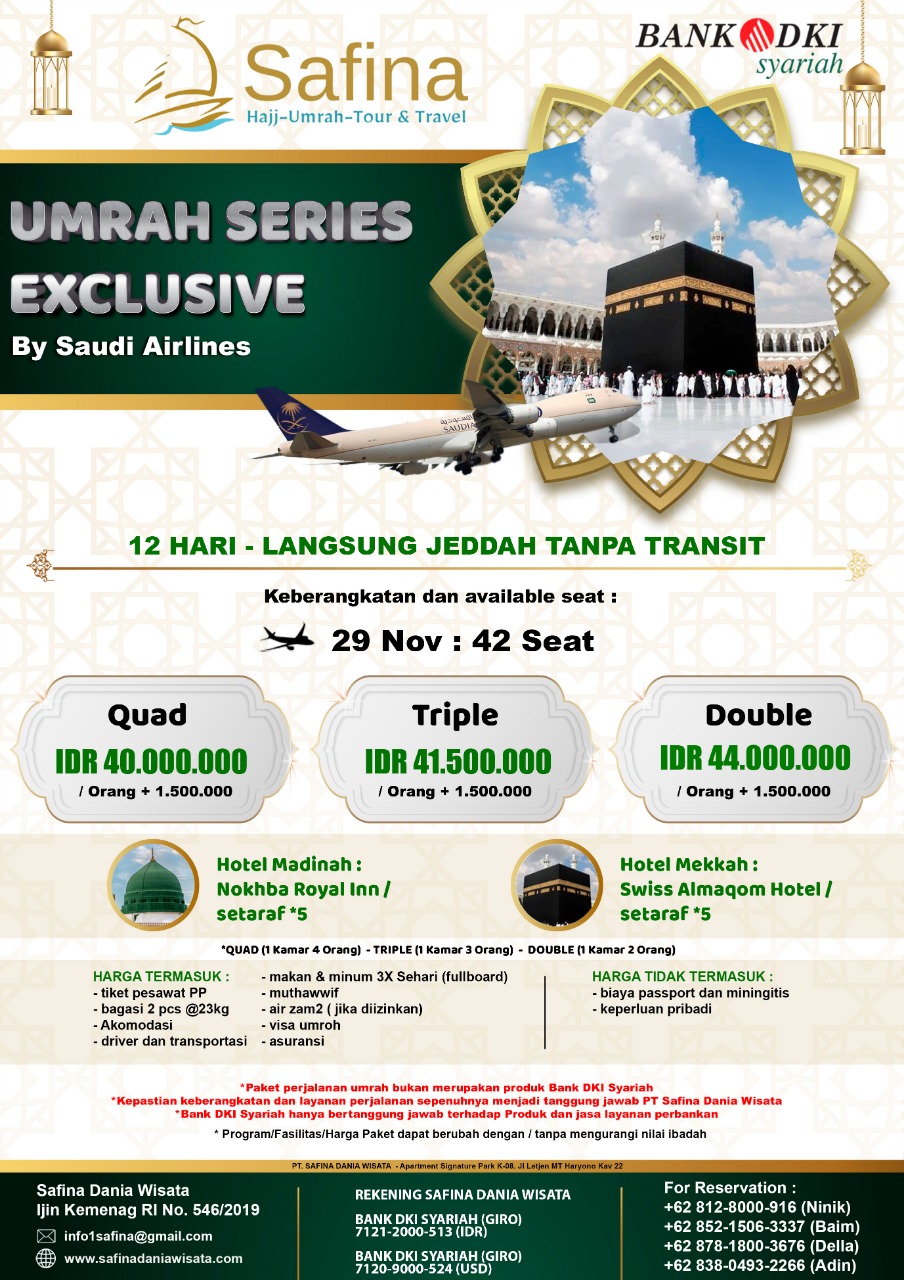 Safina
Hajj-Umrah-Tour & Travel
BANK DKI
syariah
UMRAH SERIES
EXCLUSIVE
By Saudi Airlines
السعودية
SAUDIA
12 HARI - LANGSUNG JEDDAH TANPA TRANSIT
Keberangkatan dan available seat :
29 Nov : 42 Seat
Quad
IDR 40.000.000
/ Orang + 1.500.000
Triple
IDR 41.500.000
/ Orang + 1.500.000
Double
IDR 44.000.000
/ Orang + 1.500.000
Hotel Madinah :
Nokhba Royal Inn /
setaraf *5
Hotel Mekkah :
Swiss Almaqom Hotel /
setaraf *5
*QUAD (1 Kamar 4 Orang) - TRIPLE (1 Kamar 3 Orang) - DOUBLE (1 Kamar 2 Orang)
HARGA TERMASUK :
- tiket pesawat PP
- bagasi 2 pcs @23kg
- Akomodasi
- driver dan transportasi
- makan & minum 3X Sehari (fullboard)
- muthawwif
- air zam2 ( jika diizinkan)
- visa umroh
- asuransi
HARGA TIDAK TERMASUK :
- biaya passport dan miningitis
- keperluan pribadi
*Paket perjalanan umrah bukan merupakan produk Bank DKI Syariah
*Kepastian keberangkatan dan layanan perjalanan sepenuhnya menjadi tanggung jawab PT Safina Dania Wisata
*Bank DKI Syariah hanya bertanggung jawab terhadap Produk dan jasa layanan perbankan
* Program/Fasilitas/Harga Paket dapat berubah dengan / tanpa mengurangi nilai ibadah
PT. SAFINA DANIA WISATA - Apartment Signature Park K-08. Jl Letjen MT Haryono Kav 22
Safina Dania Wisata
Ijin Kemenag RI No. 546/2019
info1safina@gmail.com
www.safinadaniawisata.com
REKENING SAFINA DANIA WISATA
BANK DKI SYARIAH (GIRO)
7121-2000-513 (IDR)
BANK DKI SYARIAH (GIRO)
7120-9000-524 (USD)
For Reservation :
+62 812-8000-916 (Ninik)
+62 852-1506-3337 (Baim)
+62 878-1800-3676 (Della)
+62 838-0493-2266 (Adin)